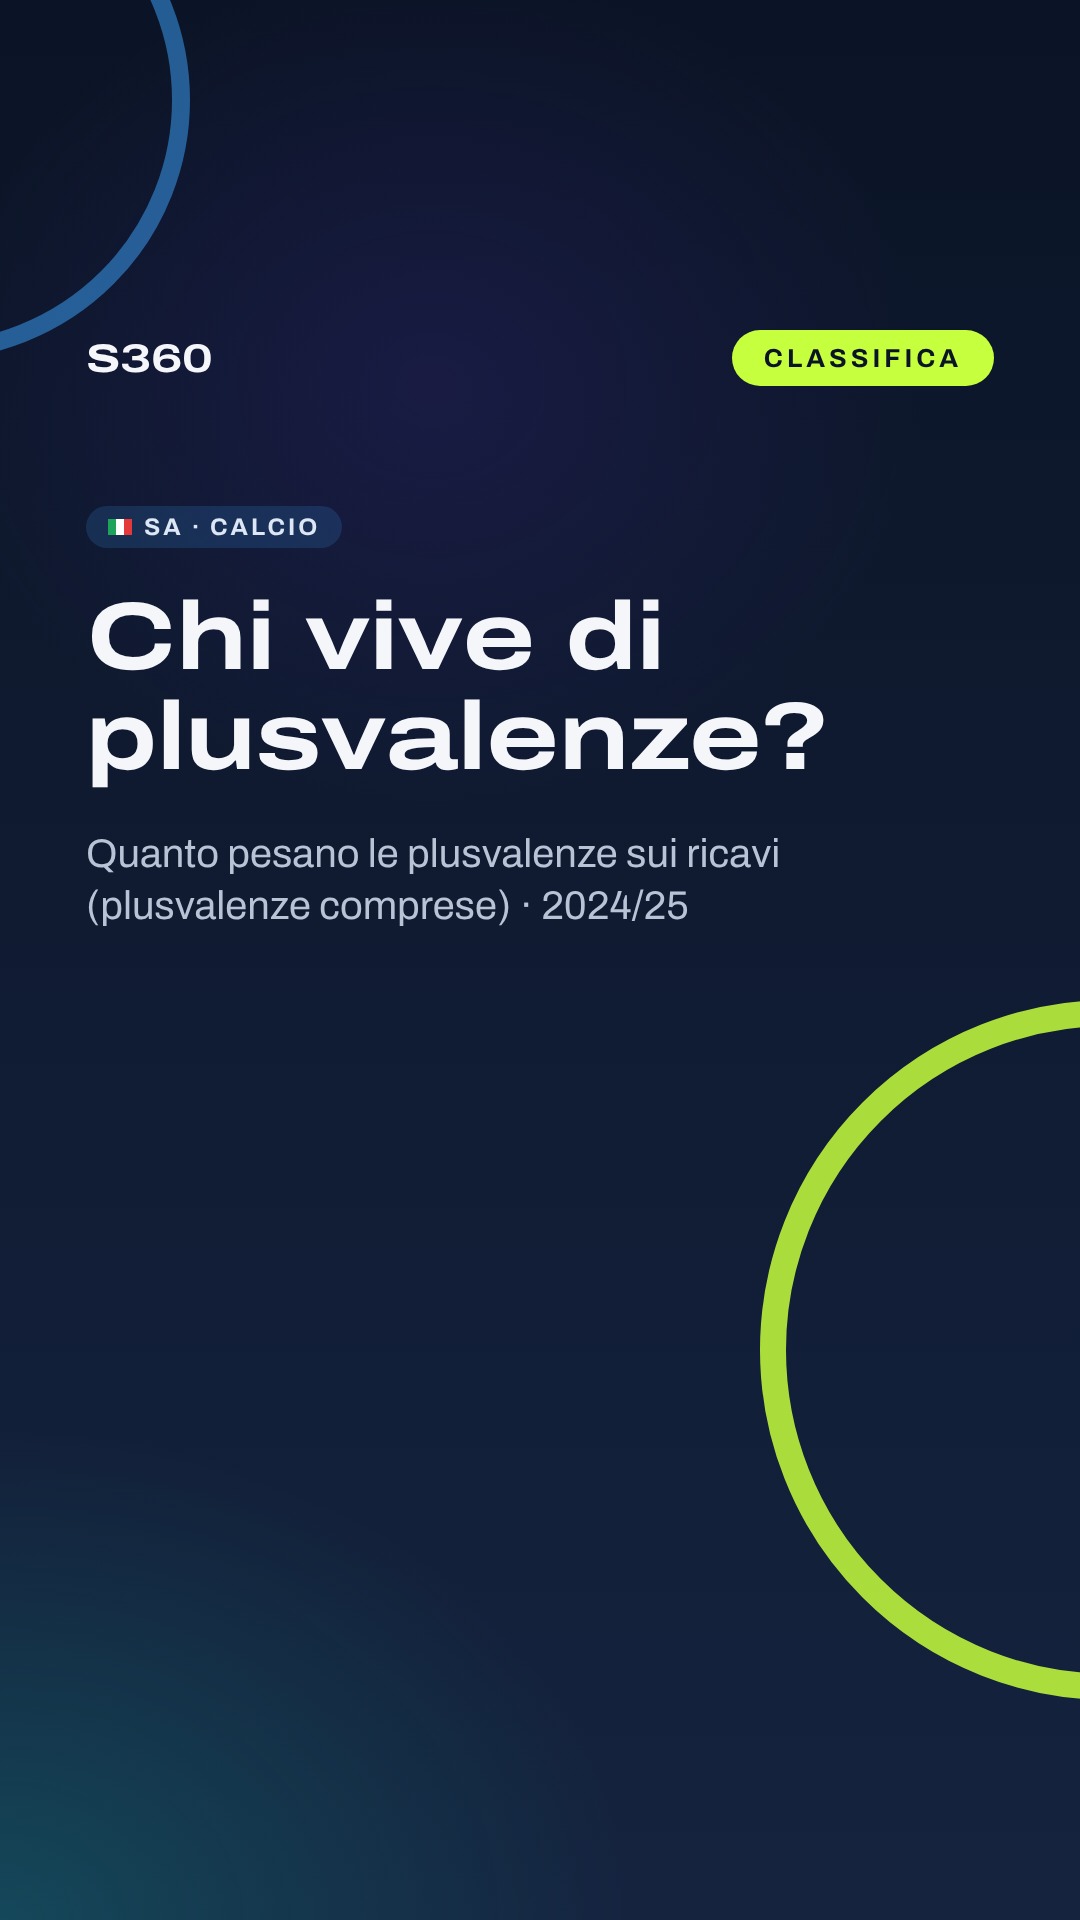 S360
CLASSIFICA
SA · CALCIO
Chi vive di
plusvalenze?
Quanto pesano le plusvalenze sui ricavi
(plusvalenze comprese) · 2024/25